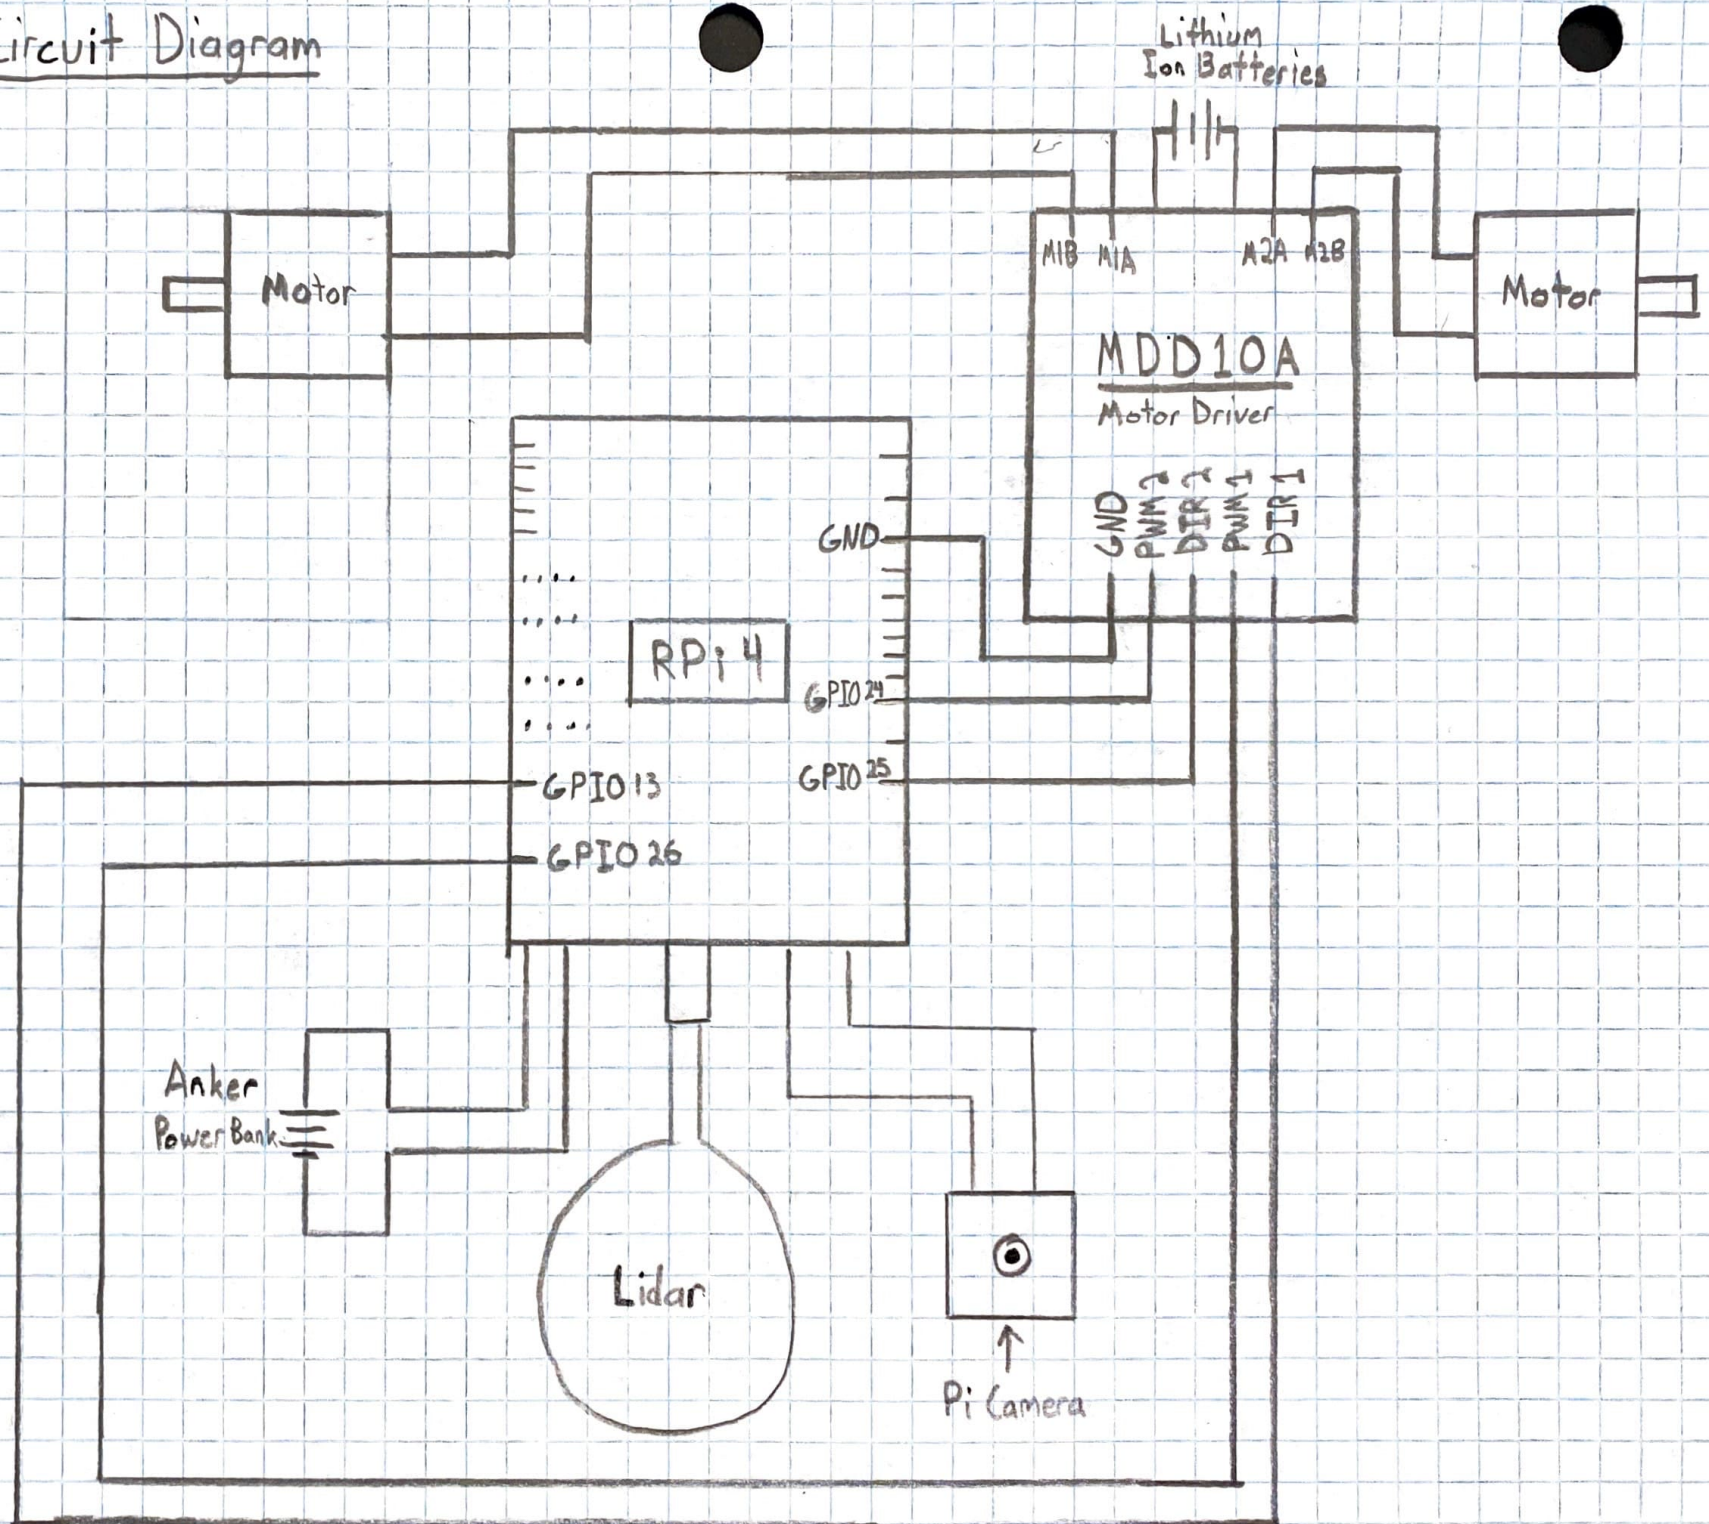 ircuit Diagram
Lithium
Ion Batteries
Motor
M1B M1A M2A M2B
Motor
MDD10A
Motor Driver
GND
PWM2
DIR2
PWM1
DIR1
GND
RPi 4
GPIO 24
GPIO 25
GPIO 13
GPIO 26
Anker
Power Bank
Lidar
Pi Camera